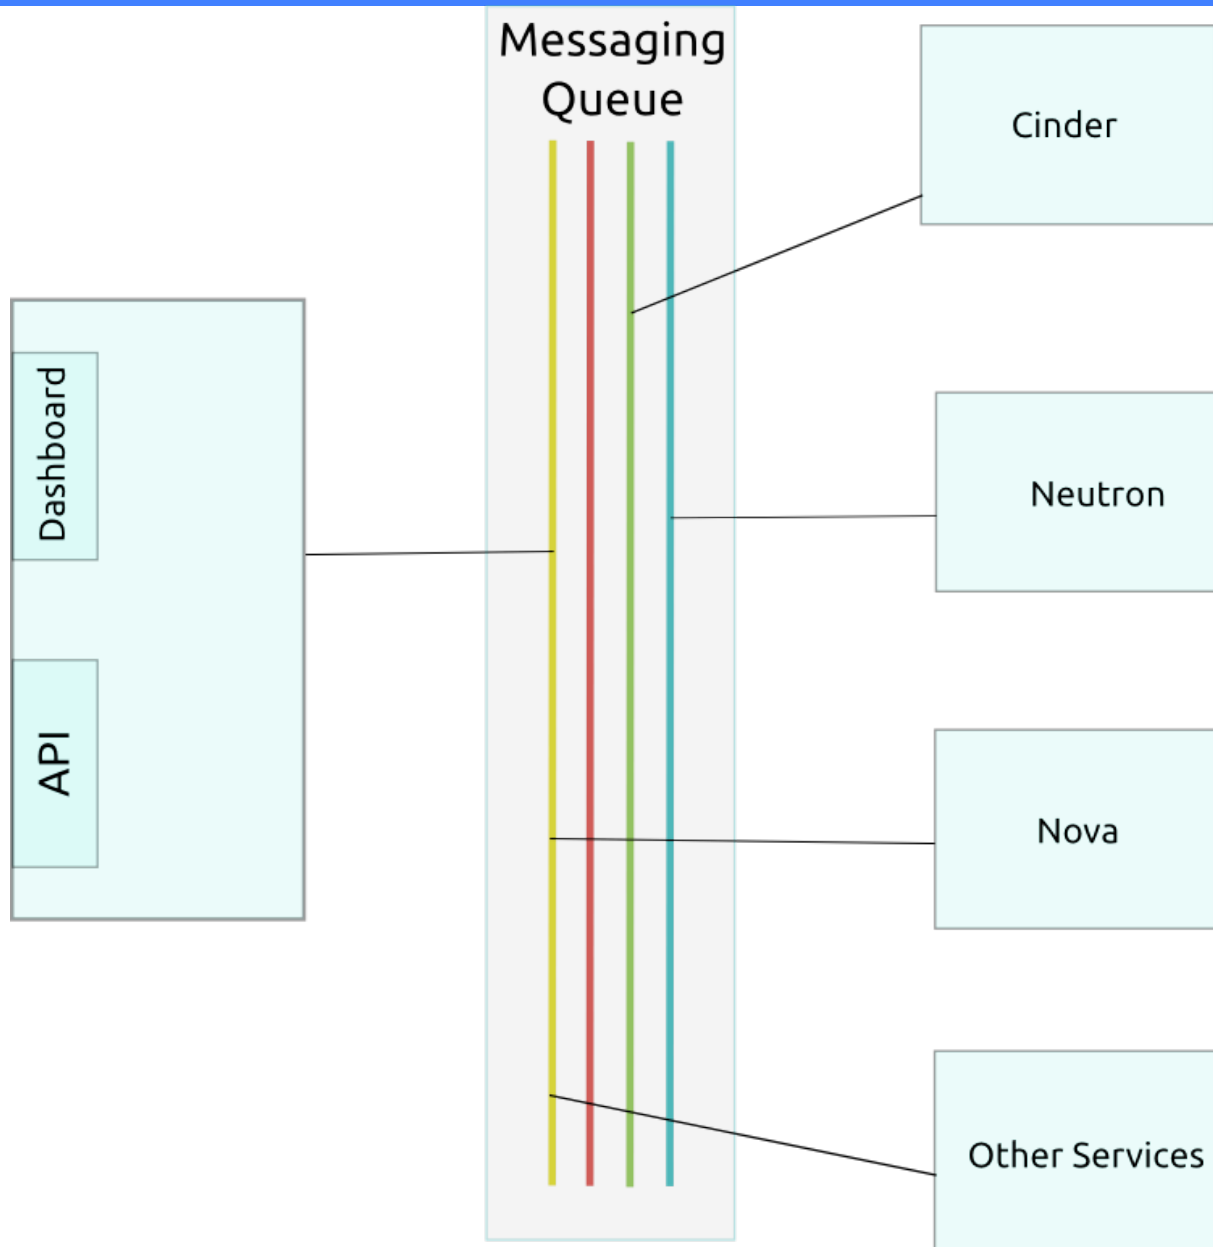 Messaging
Queue
Cinder
Dashboard
Neutron
API
Nova
Other Services